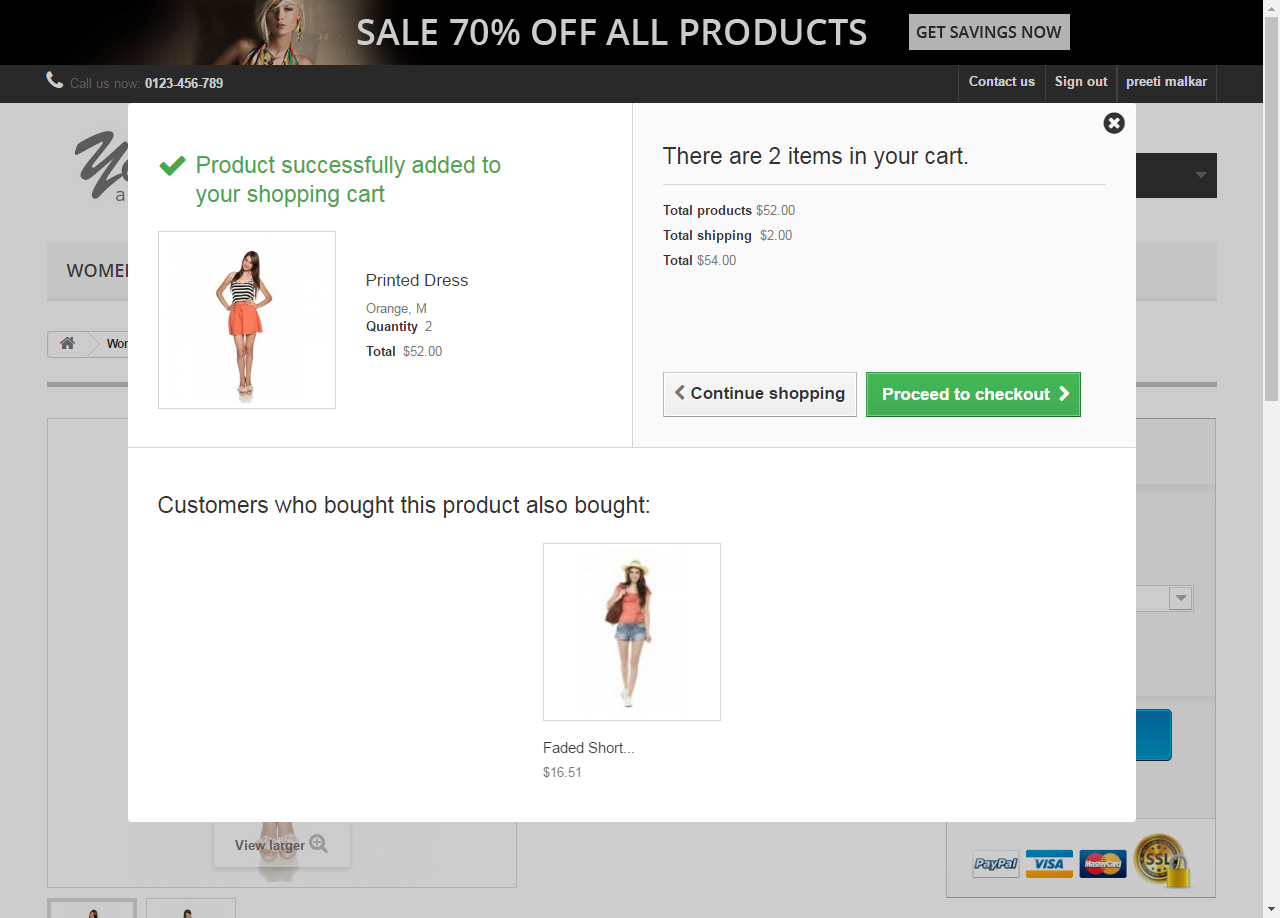 SALE 70% OFF ALL PRODUCTS
GET SAVINGS NOW
Call us now: 0123-456-789
Contact us
Sign out
preeti malkar
Product successfully added to
your shopping cart
Printed Dress
Orange, M
Quantity 2
Total $52.00
There are 2 items in your cart.
Total products $52.00
Total shipping $2.00
Total $54.00
Continue shopping
Proceed to checkout
Customers who bought this product also bought:
Faded Short...
$16.51
View larger
PayPal
VISA
MasterCard
SSL